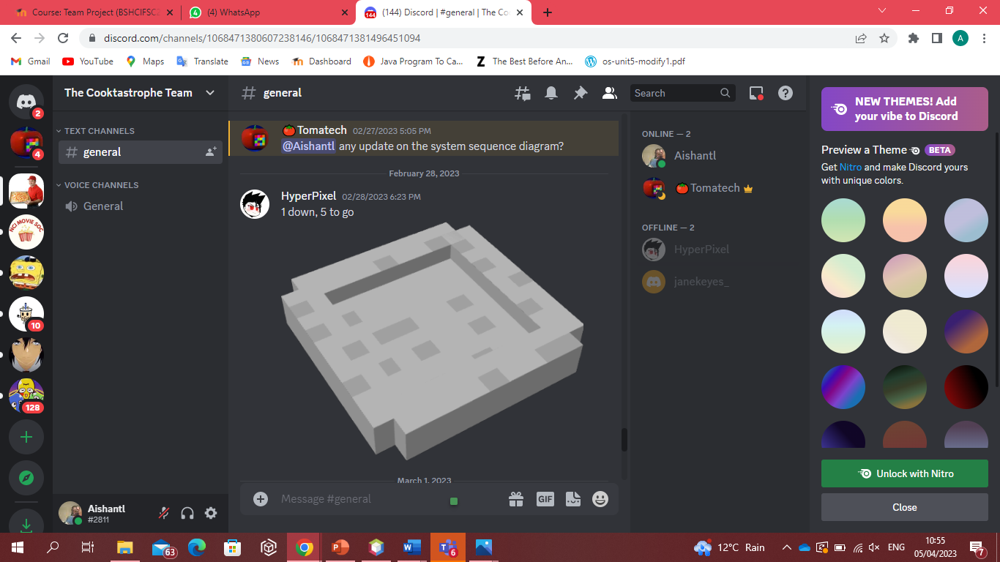 Course: Team Project (BSHCIFSC2
(4) WhatsApp
(144) Discord | #general | The Co
discord.com/channels/1068471380607238146/1068471381496451094
A
Gmail
YouTube
Maps
Translate
News
Dashboard
Java Program To Ca...
The Best Before An...
os-unit5-modify1.pdf
2
4
NCI MOVIE SOC
10
128
The Cooktastrophe Team
TEXT CHANNELS
general
VOICE CHANNELS
General
Aishantl
#2811
general
Search
Tomatech 02/27/2023 5:05 PM
@Aishantl any update on the system sequence diagram?
February 28, 2023
HyperPixel 02/28/2023 6:23 PM
1 down, 5 to go
March 1, 2023
Message #general
GIF
ONLINE — 2
Aishantl
Tomatech
OFFLINE — 2
HyperPixel
janekeyes_
NEW THEMES! Add
your vibe to Discord
Preview a Theme BETA
Get Nitro and make Discord yours
with unique colors.
Unlock with Nitro
Close
63
6
12°C Rain
ENG
10:55
05/04/2023
7